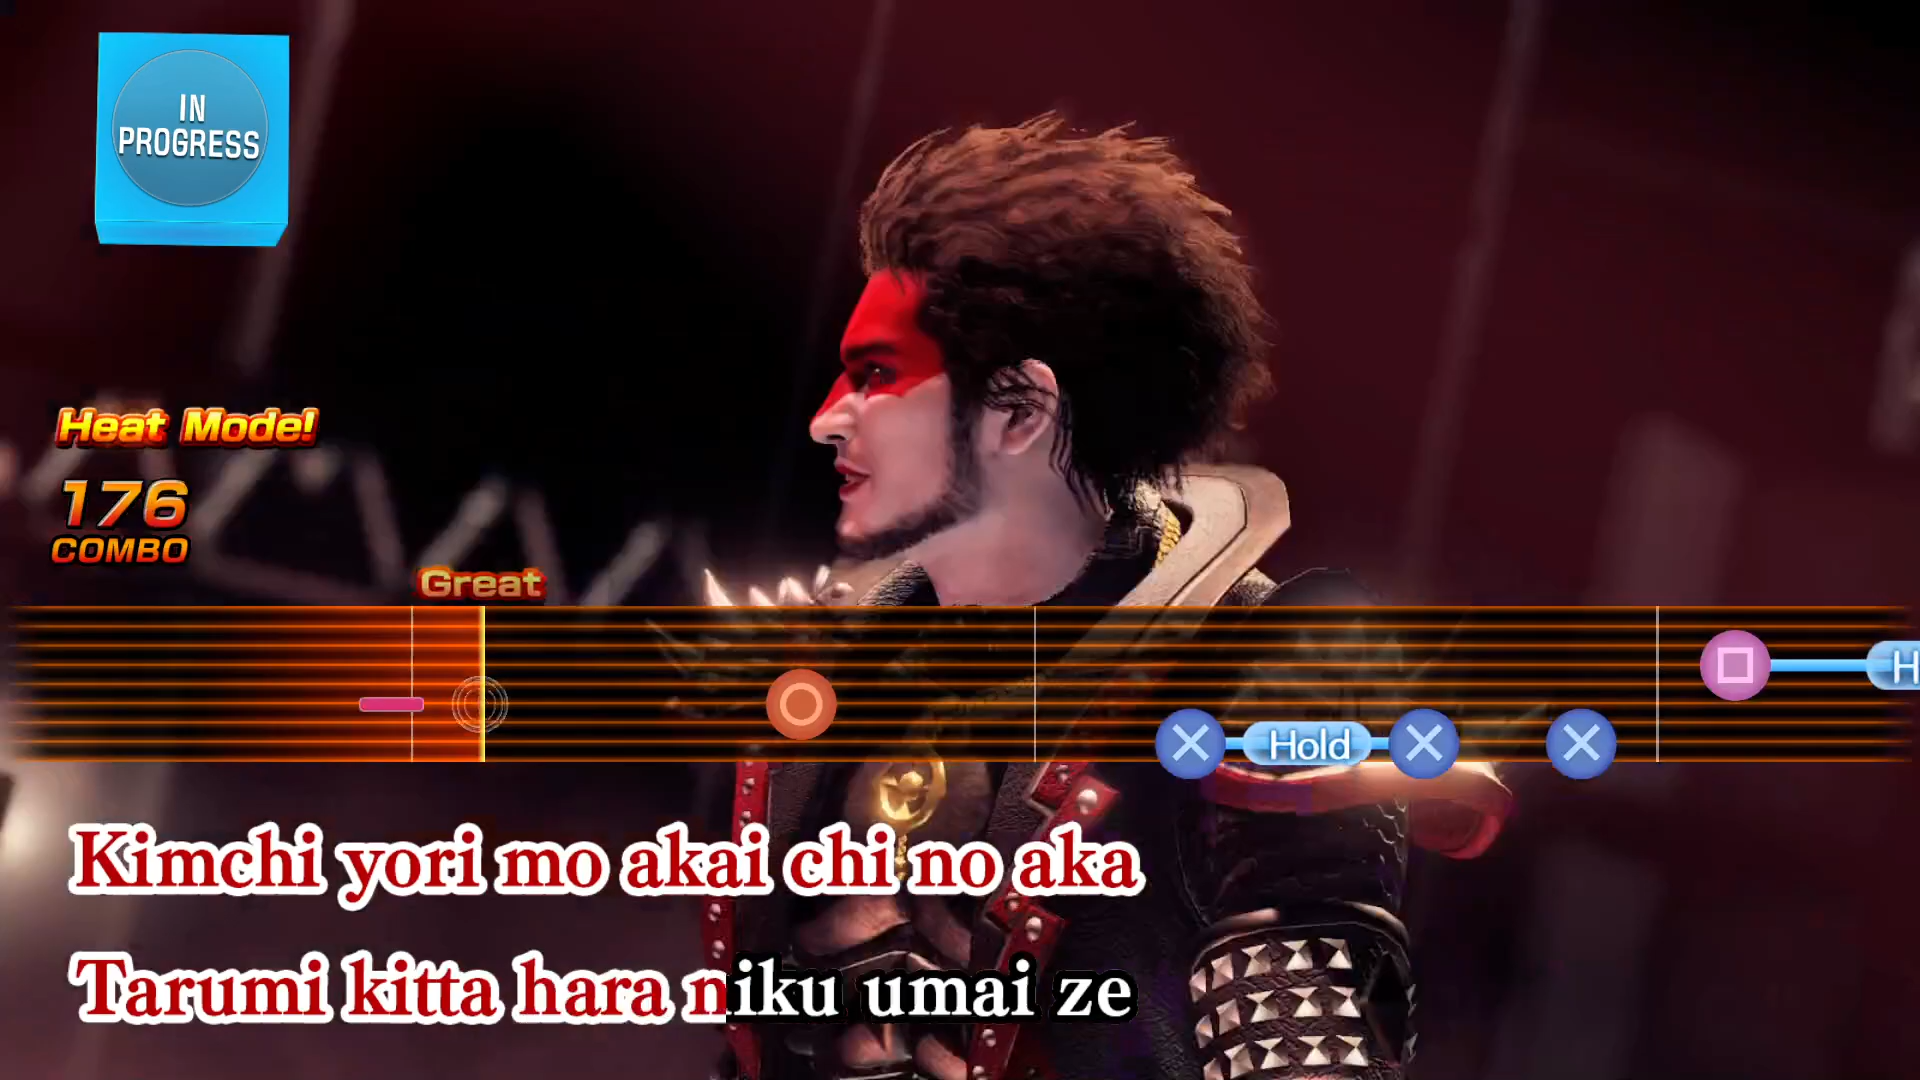 IN
PROGRESS
Heat Mode!
176
COMBO
Great
Hold
H
Kimchi yori mo akai chi no aka
Tarumi kitta hara niku umai ze